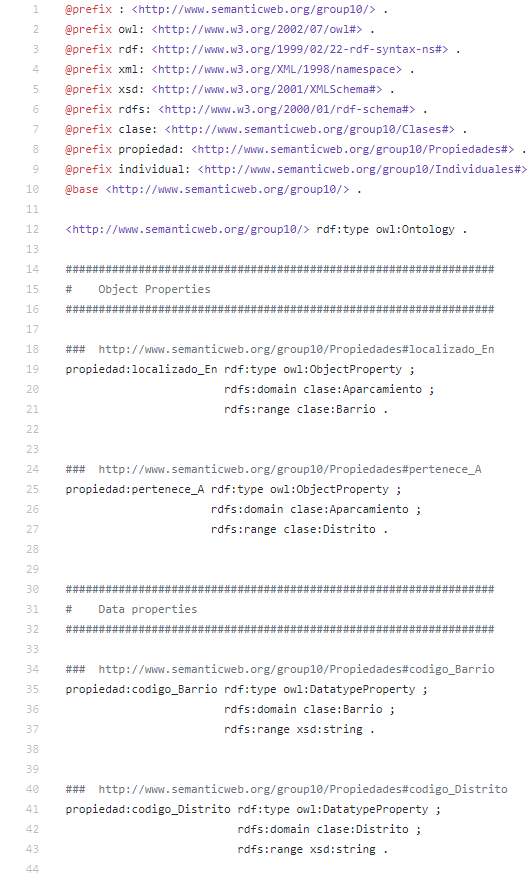 1 @prefix : <http://www.semanticweb.org/group10/> .
2 @prefix owl: <http://www.w3.org/2002/07/owl#> .
3 @prefix rdf: <http://www.w3.org/1999/02/22-rdf-syntax-ns#> .
4 @prefix xml: <http://www.w3.org/XML/1998/namespace> .
5 @prefix xsd: <http://www.w3.org/2001/XMLSchema#> .
6 @prefix rdfs: <http://www.w3.org/2000/01/rdf-schema#> .
7 @prefix clase: <http://www.semanticweb.org/group10/Clases#> .
8 @prefix propiedad: <http://www.semanticweb.org/group10/Propiedades#> .
9 @prefix individual: <http://www.semanticweb.org/group10/Individuales#>
10 @base <http://www.semanticweb.org/group10/> .
11
12 <http://www.semanticweb.org/group10/> rdf:type owl:Ontology .
13
14 #################################################################
15 #    Object Properties
16 #################################################################
17
18 ###  http://www.semanticweb.org/group10/Propiedades#localizado_En
19 propiedad:localizado_En rdf:type owl:ObjectProperty ;
20                         rdfs:domain clase:Aparcamiento ;
21                         rdfs:range clase:Barrio .
22
23
24 ###  http://www.semanticweb.org/group10/Propiedades#pertenece_A
25 propiedad:pertenece_A rdf:type owl:ObjectProperty ;
26                       rdfs:domain clase:Aparcamiento ;
27                       rdfs:range clase:Distrito .
28
29
30 #################################################################
31 #    Data properties
32 #################################################################
33
34 ###  http://www.semanticweb.org/group10/Propiedades#codigo_Barrio
35 propiedad:codigo_Barrio rdf:type owl:DatatypeProperty ;
36                         rdfs:domain clase:Barrio ;
37                         rdfs:range xsd:string .
38
39
40 ###  http://www.semanticweb.org/group10/Propiedades#codigo_Distrito
41 propiedad:codigo_Distrito rdf:type owl:DatatypeProperty ;
42                           rdfs:domain clase:Distrito ;
43                           rdfs:range xsd:string .
44